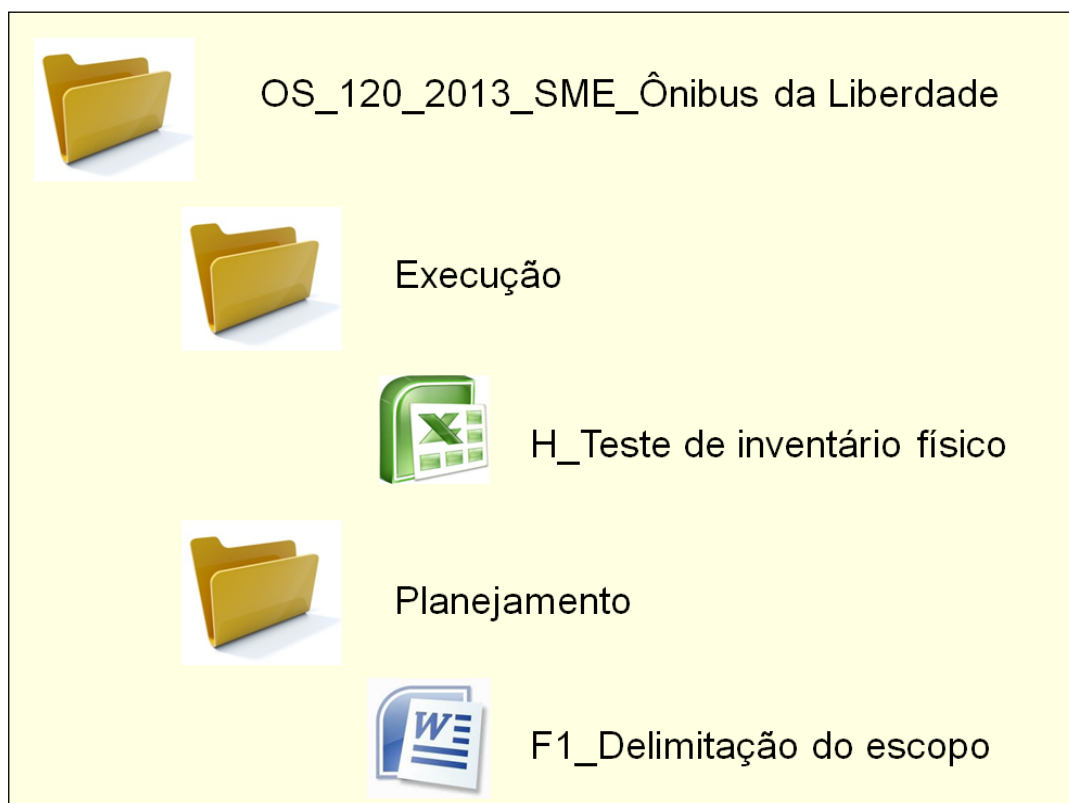 OS_120_2013_SME_Ônibus da Liberdade
Execução
H_Teste de inventário físico
Planejamento
F1_Delimitação do escopo